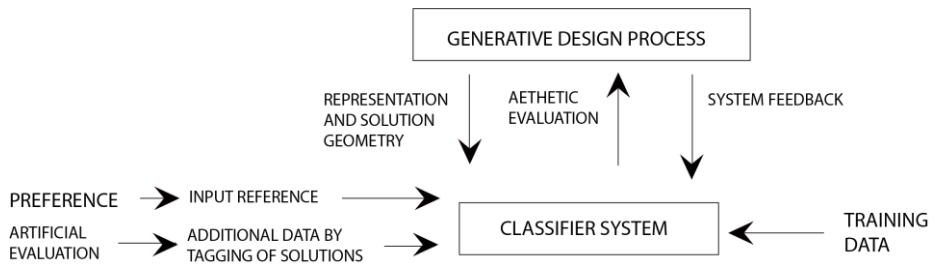 GENERATIVE DESIGN PROCESS
REPRESENTATION
AND SOLUTION
GEOMETRY
AETHETIC
EVALUATION
SYSTEM FEEDBACK
PREFERENCE
INPUT REFERENCE
CLASSIFIER SYSTEM
TRAINING
DATA
ARTIFICIAL
EVALUATION
ADDITIONAL DATA BY
TAGGING OF SOLUTIONS